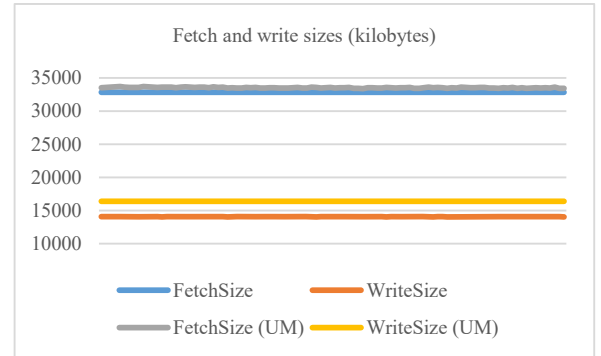 Fetch and write sizes (kilobytes)
35000
30000
25000
20000
15000
10000
FetchSize WriteSize
FetchSize (UM) WriteSize (UM)